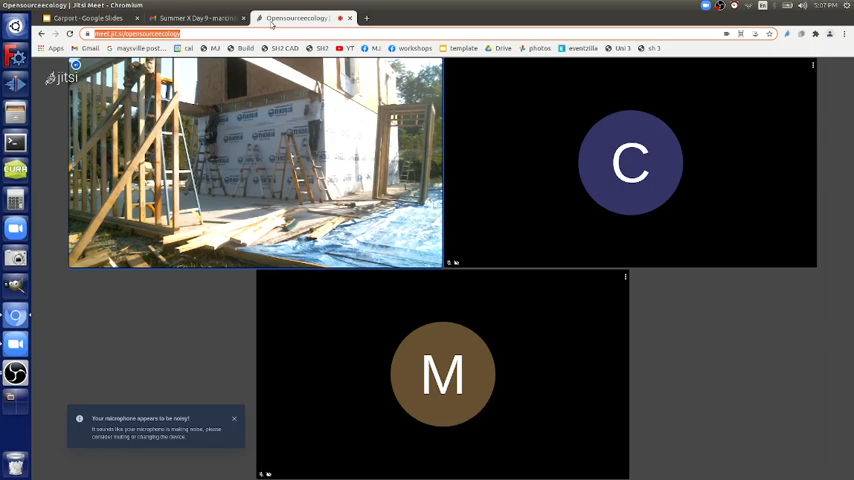 Opensourceecology | Jitsi Meet - Chromium
En
5:07 PM
Carport - Google Slides
Summer X Day 9 - marcin
Opensourceecology |
meet.jit.si/opensourceecology
Apps
Gmail
maysville po...
cal
MJ
Build
SH2 CAD
SH2
YT
MJ
workshops
template
Drive
photos
eventzilla
Uni 3
sh 3
jitsi
C
M
CURA
Your microphone appears to be noisy!
It sounds like your microphone is making noise, please
consider muting or changing the device.